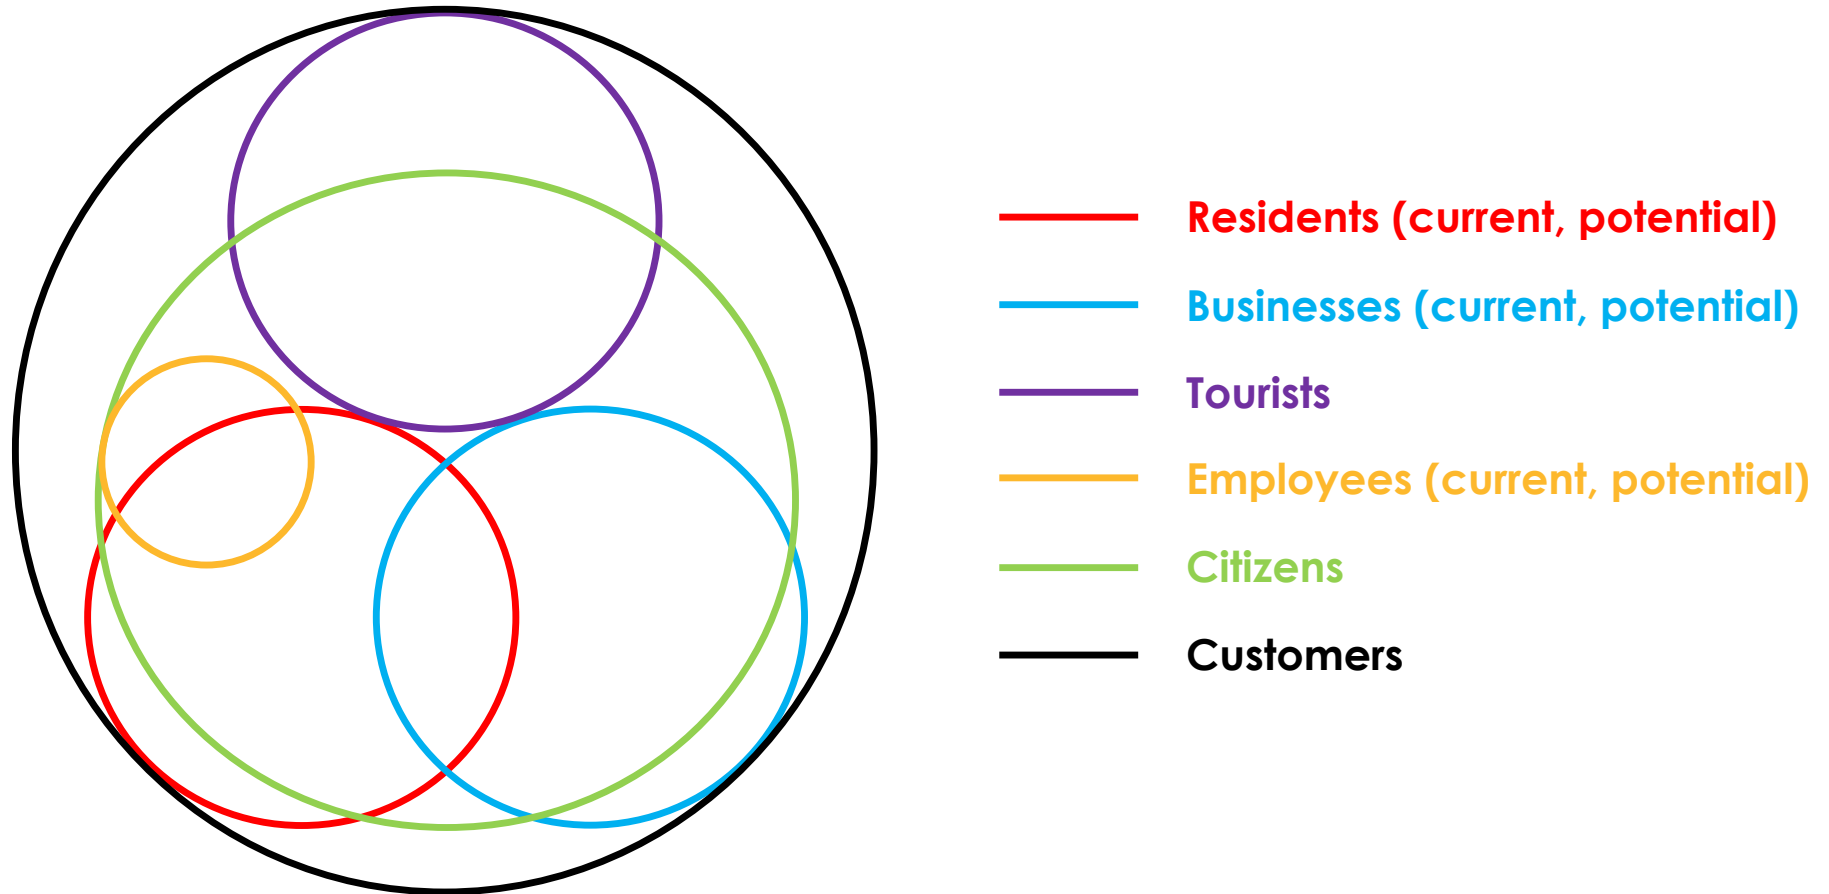 Residents (current, potential)
Businesses (current, potential)
Tourists
Employees (current, potential)
Citizens
Customers